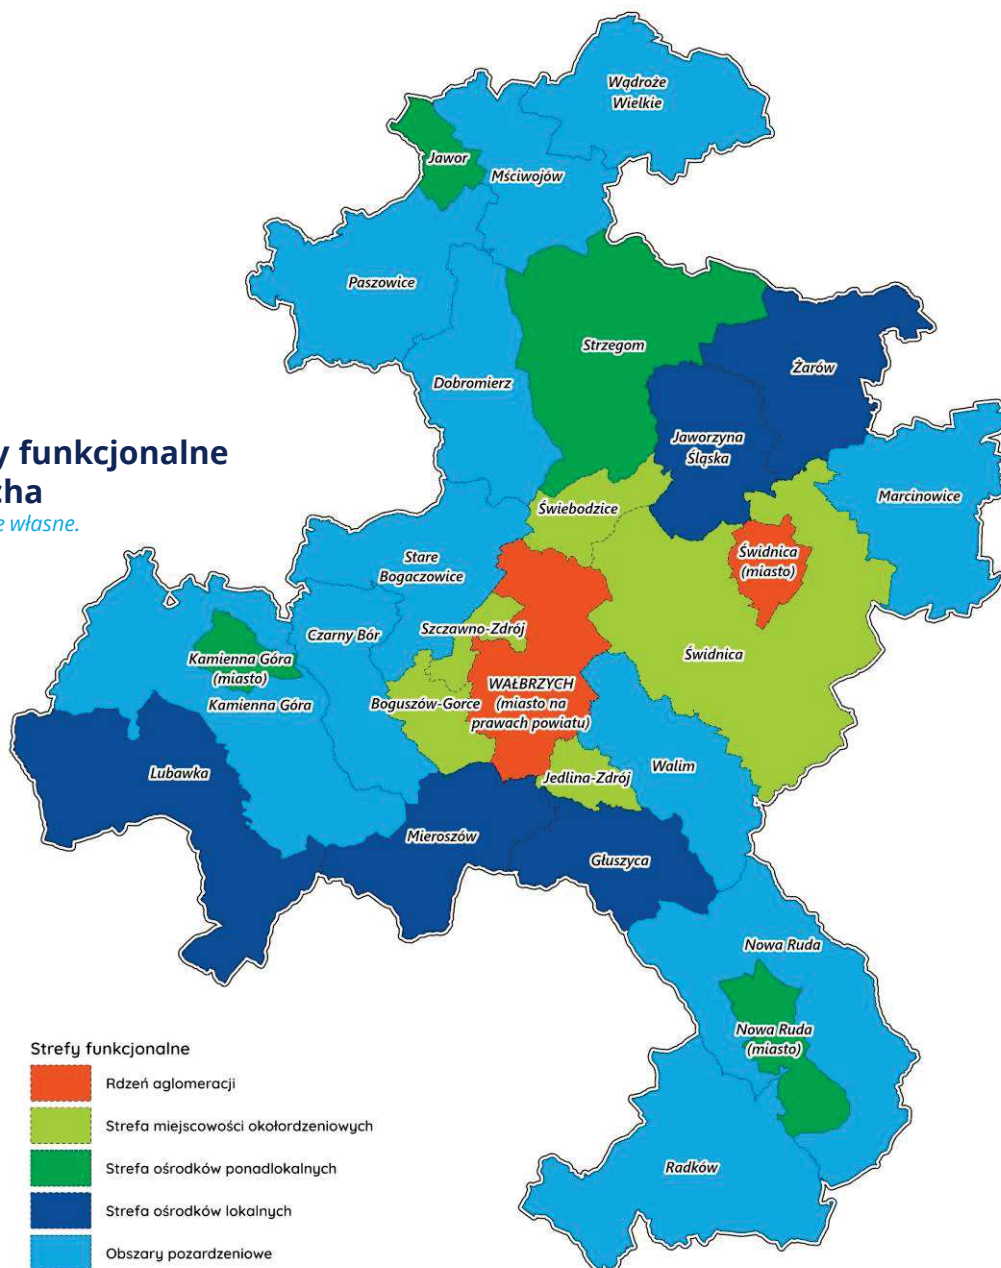 Wądroże
Wielkie
Jawor
Mściwojów
Paszowice
Strzegom
Żarów
Dobromierz
Jaworzyna
Śląska
y funkcjonalne
cha
e własne.
Marcinowice
Świebodzice
Stare
Bogaczowice
Świdnica
(miasto)
Szczawno-Zdrój
Czarny Bór
Kamienna Góra
(miasto)
Świdnica
WAŁBRZYCH
(miasto na
prawach powiatu)
Boguszów-Gorce
Kamienna Góra
Lubawka
Jedlina-Zdrój
Walim
Mieroszów
Głuszyca
Nowa Ruda
Nowa Ruda
(miasto)
Radków
Strefy funkcjonalne
Rdzeń aglomeracji
Strefa miejscowości okołordzeniowych
Strefa ośrodków ponadlokalnych
Strefa ośrodków lokalnych
Obszary pozardzeniowe